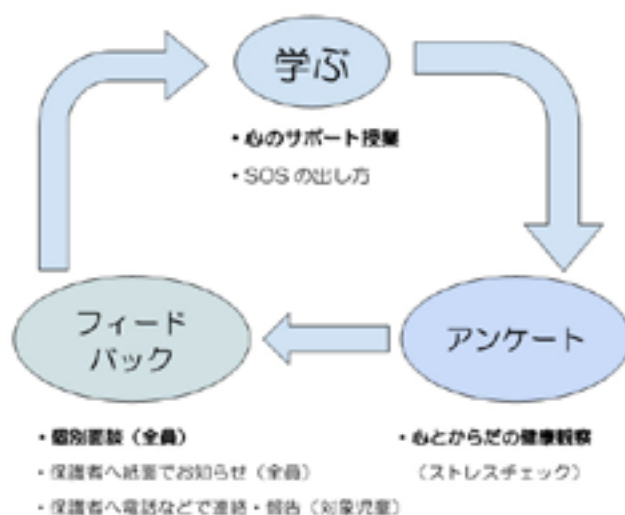 学ぶ
・心のサポート授業
・SOSの出し方
アンケート
・心とからだの健康観察
（ストレスチェック）
フィード
バック
・個別面談（全員）
・保護者へ紙面でお知らせ（全員）
・保護者へ電話などで連絡・報告（対象児童）